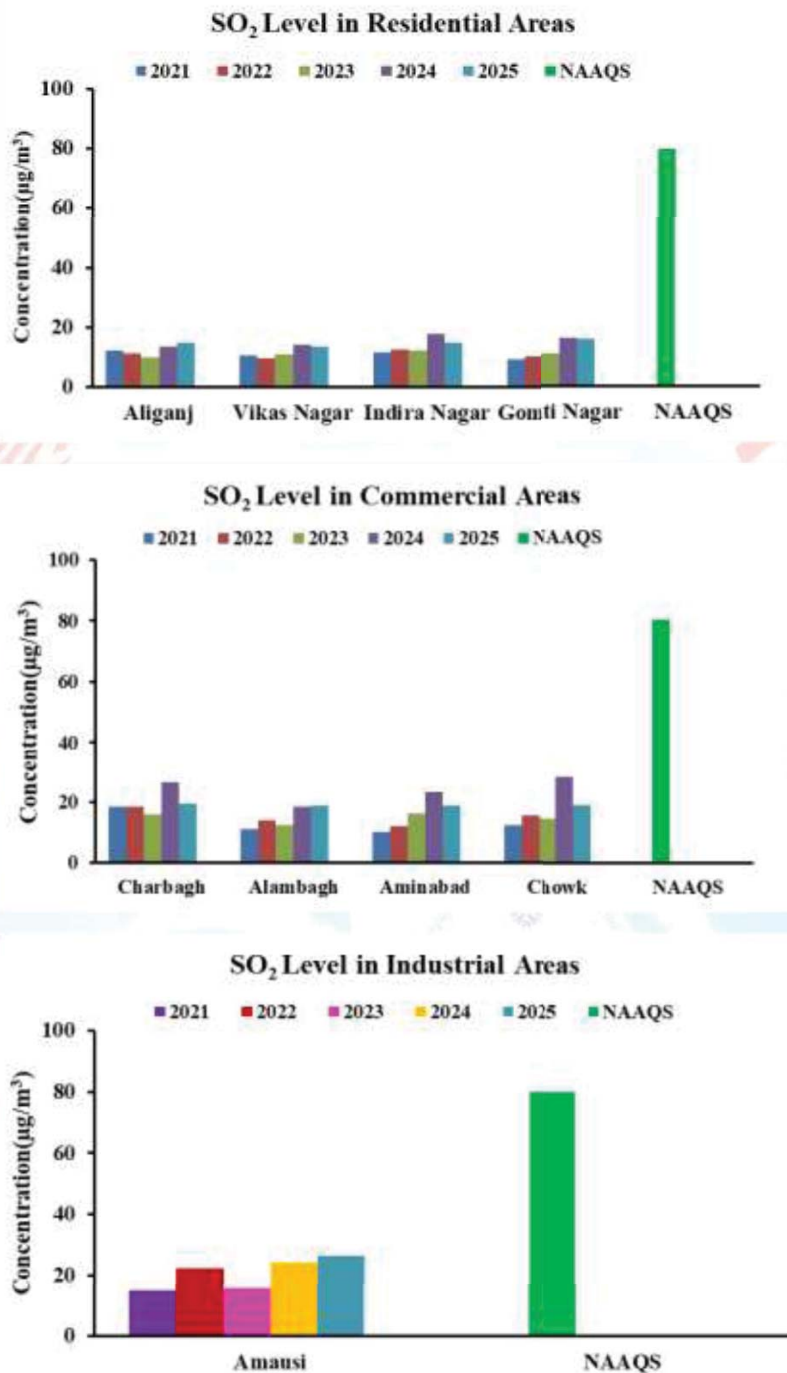 SO₂ Level in Residential Areas
2021 2022 2023 2024 2025 NAAQS
100
80
60
40
20
0
Concentration(µg/m³)
Aliganj Vikas Nagar Indira Nagar Gomti Nagar NAAQS
SO₂ Level in Commercial Areas
2021 2022 2023 2024 2025 NAAQS
100
80
60
40
20
0
Concentration(µg/m³)
Charbagh Alambagh Aminabad Chowk NAAQS
SO₂ Level in Industrial Areas
2021 2022 2023 2024 2025 NAAQS
100
80
60
40
20
0
Concentration(µg/m³)
Amausi NAAQS